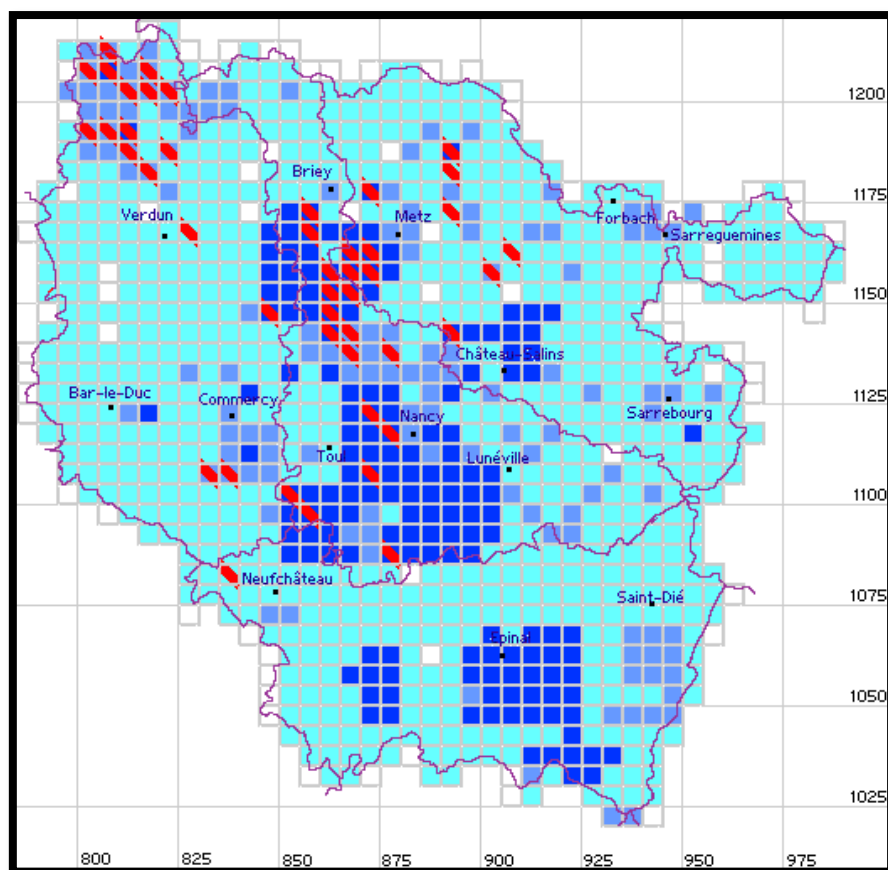 1200
Briey
1175
Verdun
Metz
Forbach
Sarreguemines
1150
Château-Salins
Bar-le-Duc
Commercy
1125
Nancy
Sarrebourg
Toul
Lunéville
1100
Neufchâteau
1075
Saint-Dié
Epinal
1050
1025
800 825 850 875 900 925 950 975